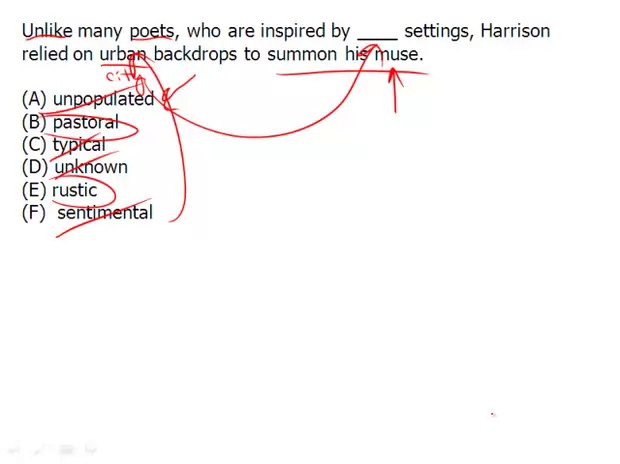 Unlike many poets, who are inspired by ____ settings, Harrison
relied on urban backdrops to summon his muse.
city
(A) unpopulated
(B) pastoral
(C) typical
(D) unknown
(E) rustic
(F) sentimental